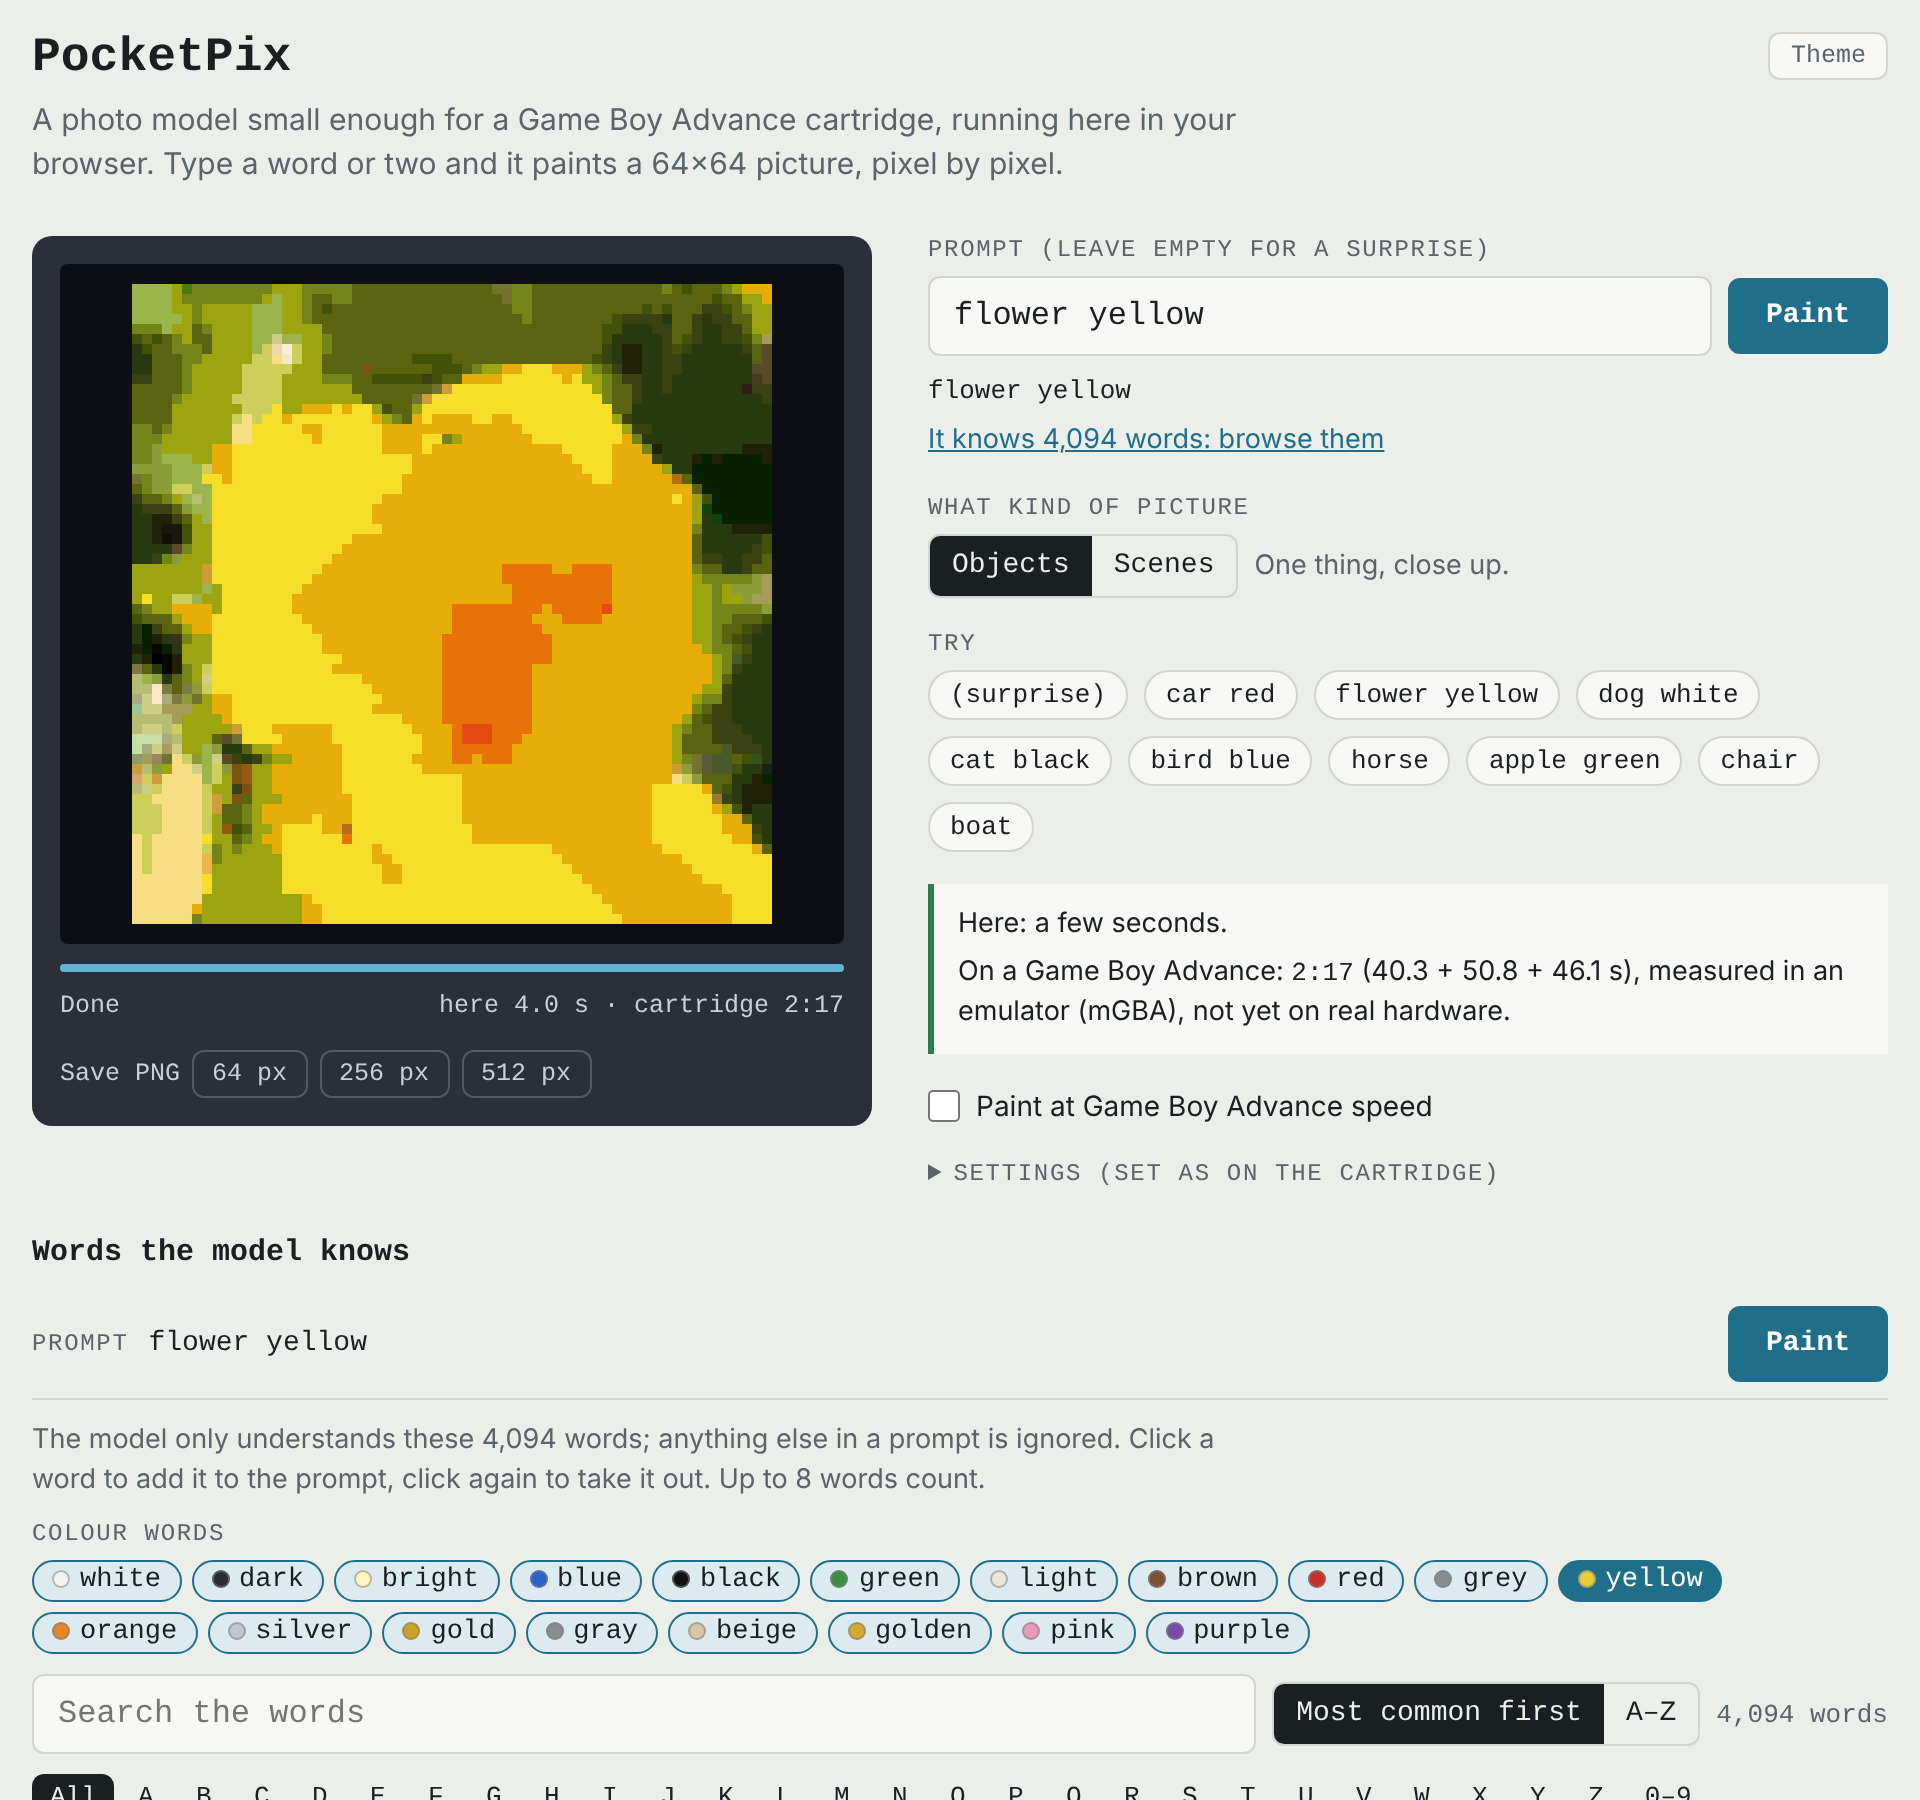 PocketPix
Theme
A photo model small enough for a Game Boy Advance cartridge, running here in your
browser. Type a word or two and it paints a 64×64 picture, pixel by pixel.
PROMPT (LEAVE EMPTY FOR A SURPRISE)
flower yellow
Paint
flower yellow
It knows 4,094 words: browse them
WHAT KIND OF PICTURE
Objects Scenes One thing, close up.
TRY
(surprise) car red flower yellow dog white
cat black bird blue horse apple green chair
boat
Here: a few seconds.
On a Game Boy Advance: 2:17 (40.3 + 50.8 + 46.1 s), measured in an
emulator (mGBA), not yet on real hardware.
Done here 4.0 s · cartridge 2:17
Save PNG 64 px 256 px 512 px
Paint at Game Boy Advance speed
▶ SETTINGS (SET AS ON THE CARTRIDGE)
Words the model knows
PROMPT flower yellow
Paint
The model only understands these 4,094 words; anything else in a prompt is ignored. Click a
word to add it to the prompt, click again to take it out. Up to 8 words count.
COLOUR WORDS
white dark bright blue black green light brown red grey yellow
orange silver gold gray beige golden pink purple
Search the words
Most common first A–Z 4,094 words
All A B C D E F G H I J K L M N O P Q R S T U V W X Y Z 0–9